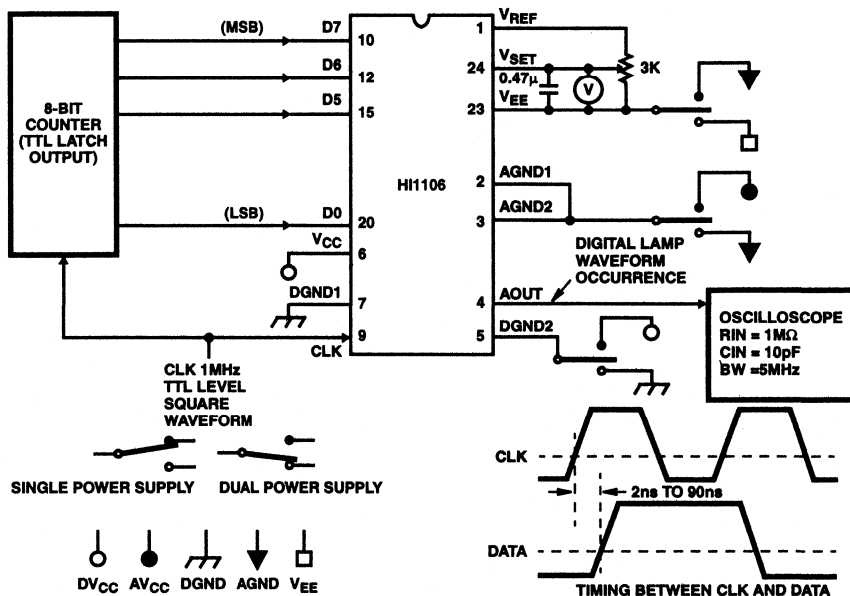 8-BIT
COUNTER
(TTL LATCH
OUTPUT)
(MSB)
D7
10
D6
12
D5
15
(LSB)
D0
20
VCC
6
DGND1
7
9
CLK
HI1106
1
VREF
24
VSET
0.47µ
V
3K
23
VEE
2
AGND1
3
AGND2
DIGITAL LAMP
WAVEFORM
OCCURRENCE
4
AOUT
5
DGND2
OSCILLOSCOPE
RIN = 1MΩ
CIN = 10pF
BW =5MHz
CLK 1MHz
TTL LEVEL
SQUARE
WAVEFORM
SINGLE POWER SUPPLY
DUAL POWER SUPPLY
DVCC
AVCC
DGND
AGND
VEE
CLK
2ns TO 90ns
DATA
TIMING BETWEEN CLK AND DATA